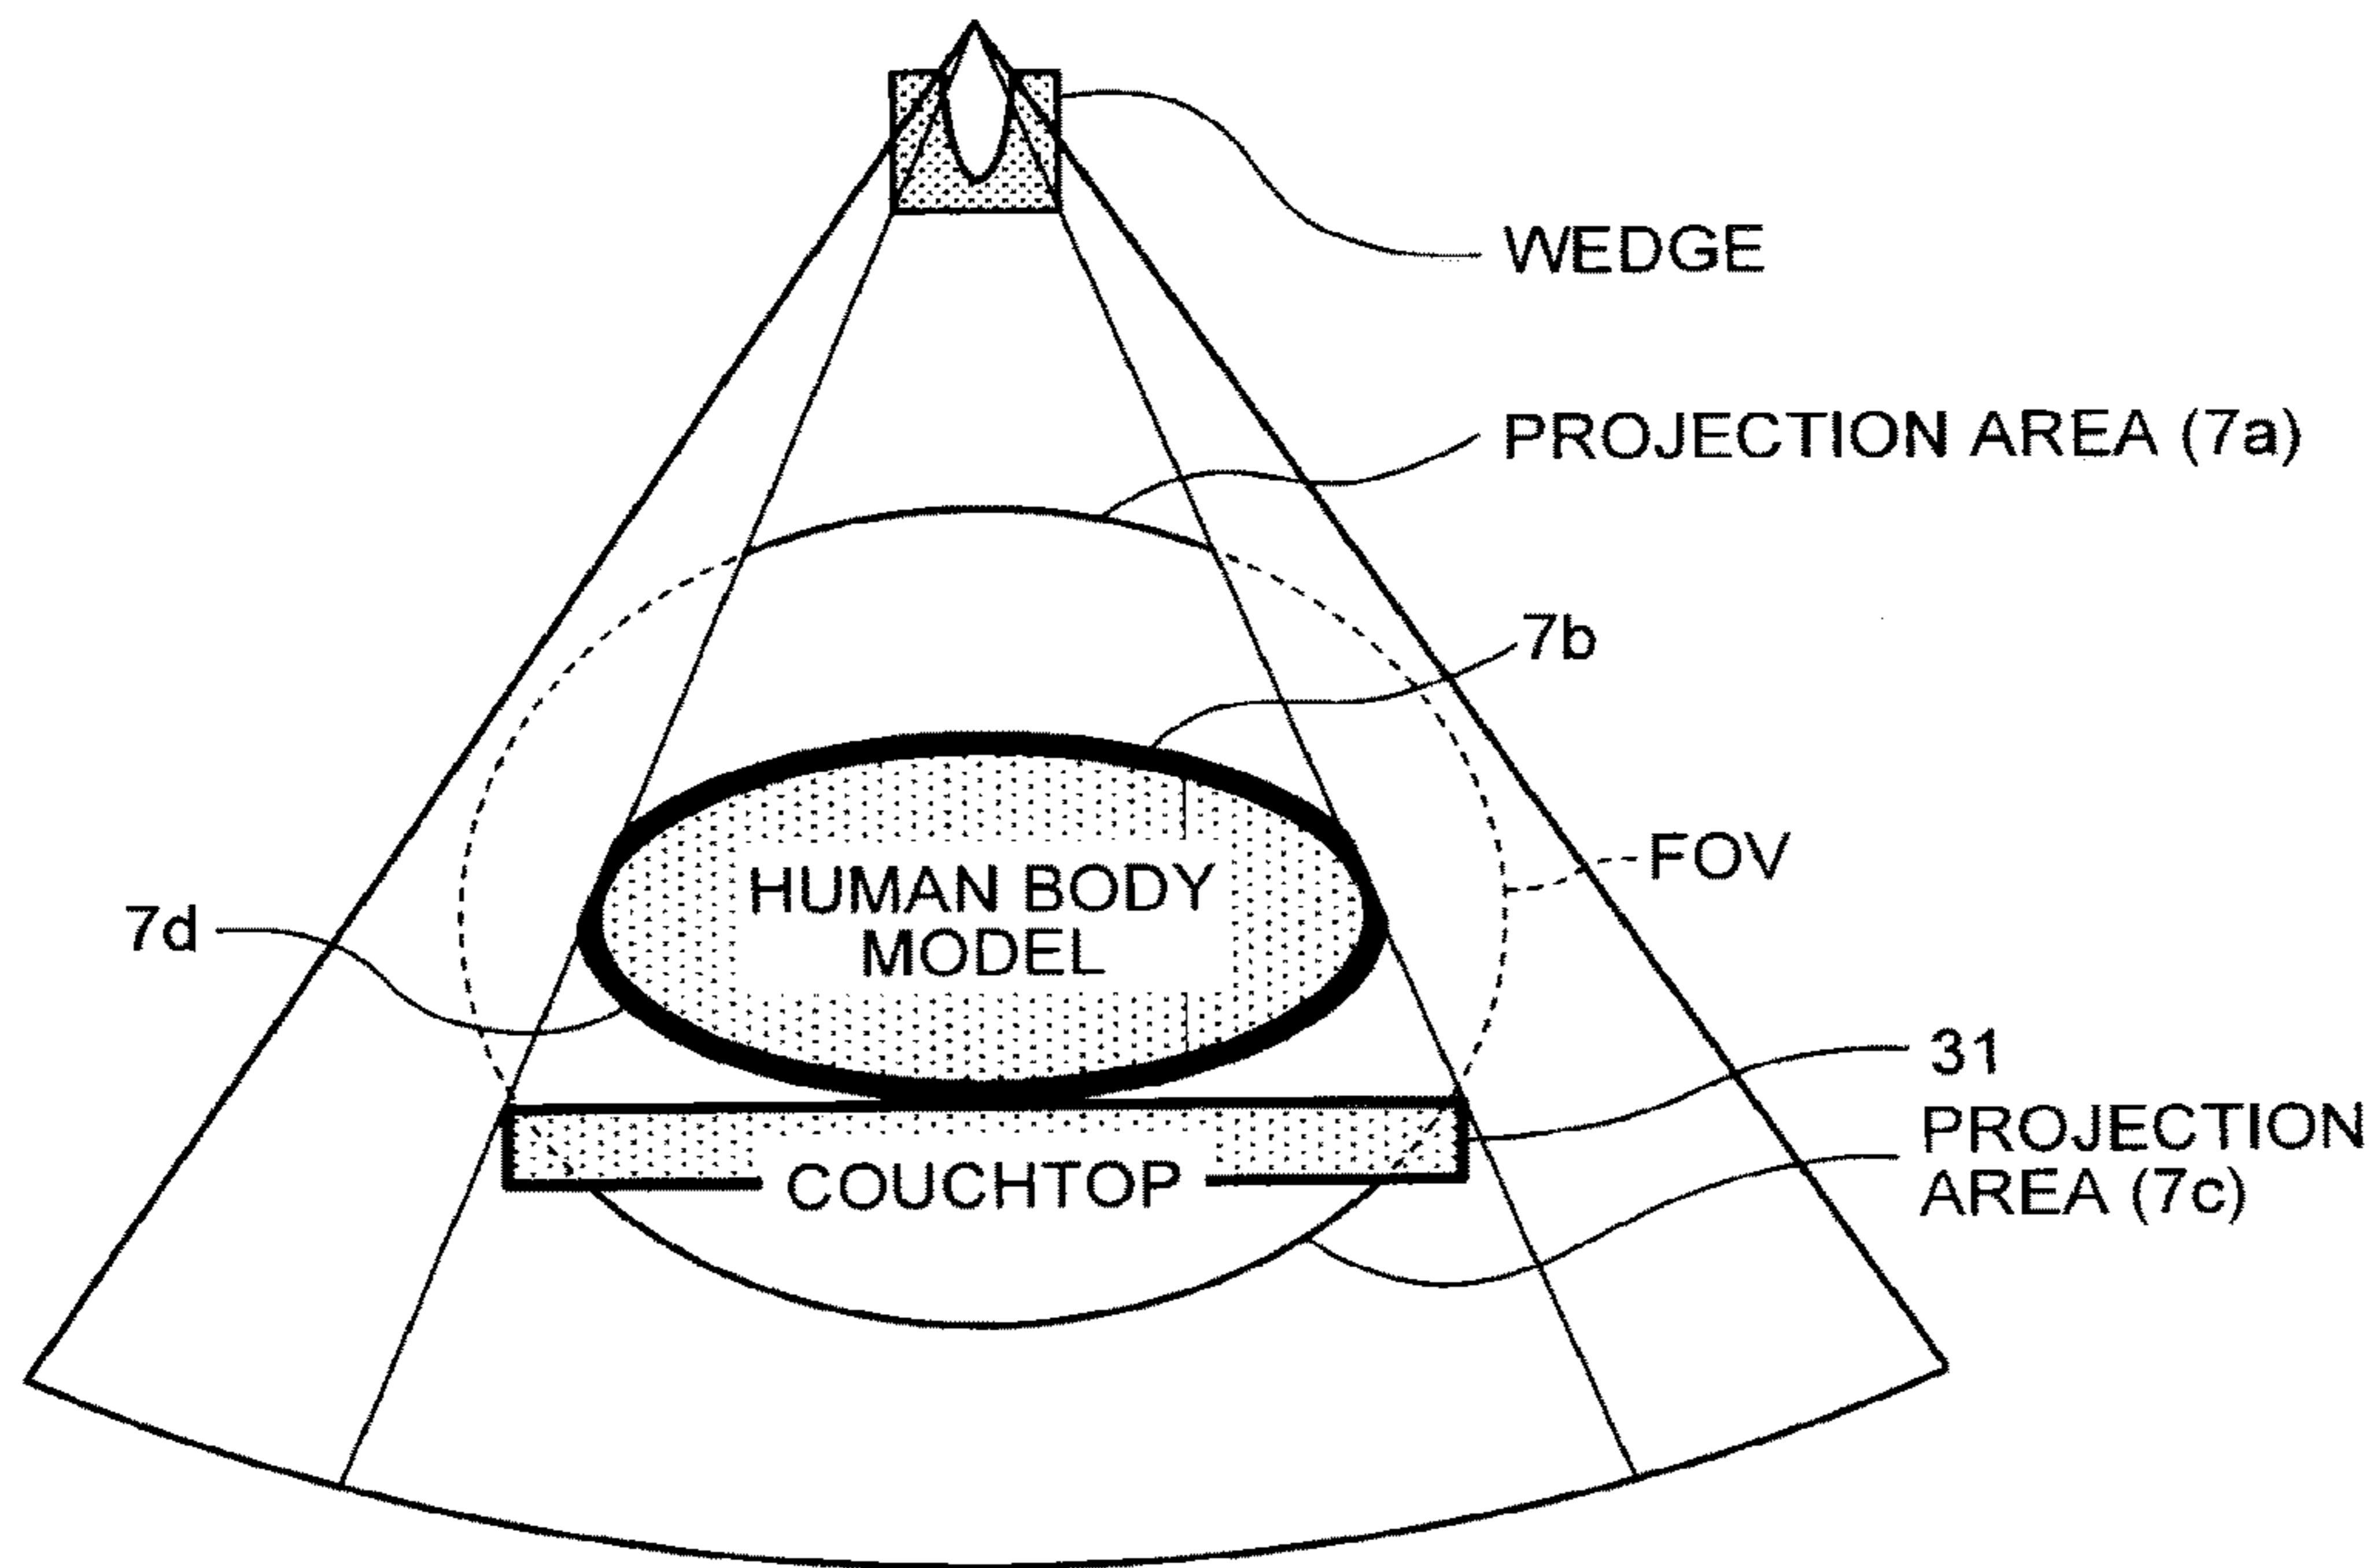 WEDGE
PROJECTION AREA (7a)
7b
FOV
HUMAN BODY
MODEL
7d
31
PROJECTION
AREA (7c)
COUCHTOP